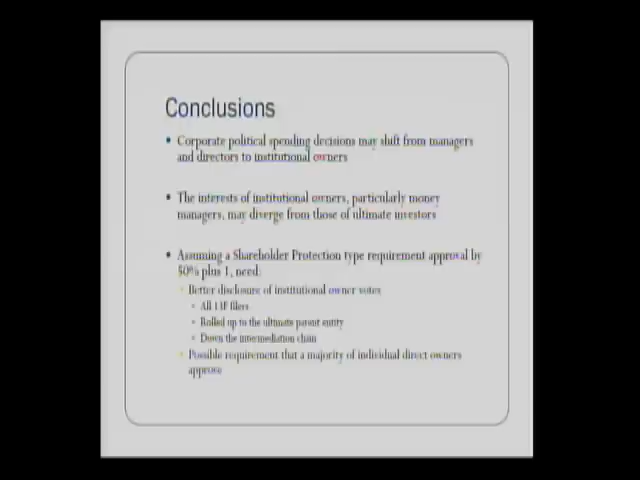 Conclusions
Corporate political spending decisions may shift from managers
and directors to institutional owners
The interests of institutional owners, particularly money
managers, may diverge from those of ultimate investors
Assuming a Shareholder Protection type requirement approval by
50% plus 1, need:
Better disclosure of institutional owner votes
All 13F filers
Rolled up to the ultimate parent entity
Down the intermediation chain
Possible requirement that a majority of individual direct owners
approve